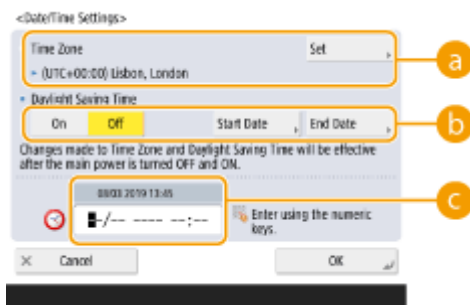 <Date/Time Settings>
Time Zone
Set
(UTC+00:00) Lisbon, London
a
Daylight Saving Time
On
Off
Start Date
End Date
b
Changes made to Time Zone and Daylight Saving Time will be effective
after the main power is turned OFF and ON.
08/03 2019 13:45
-/-- ---- --:--
Enter using the numeric
keys.
c
Cancel
OK